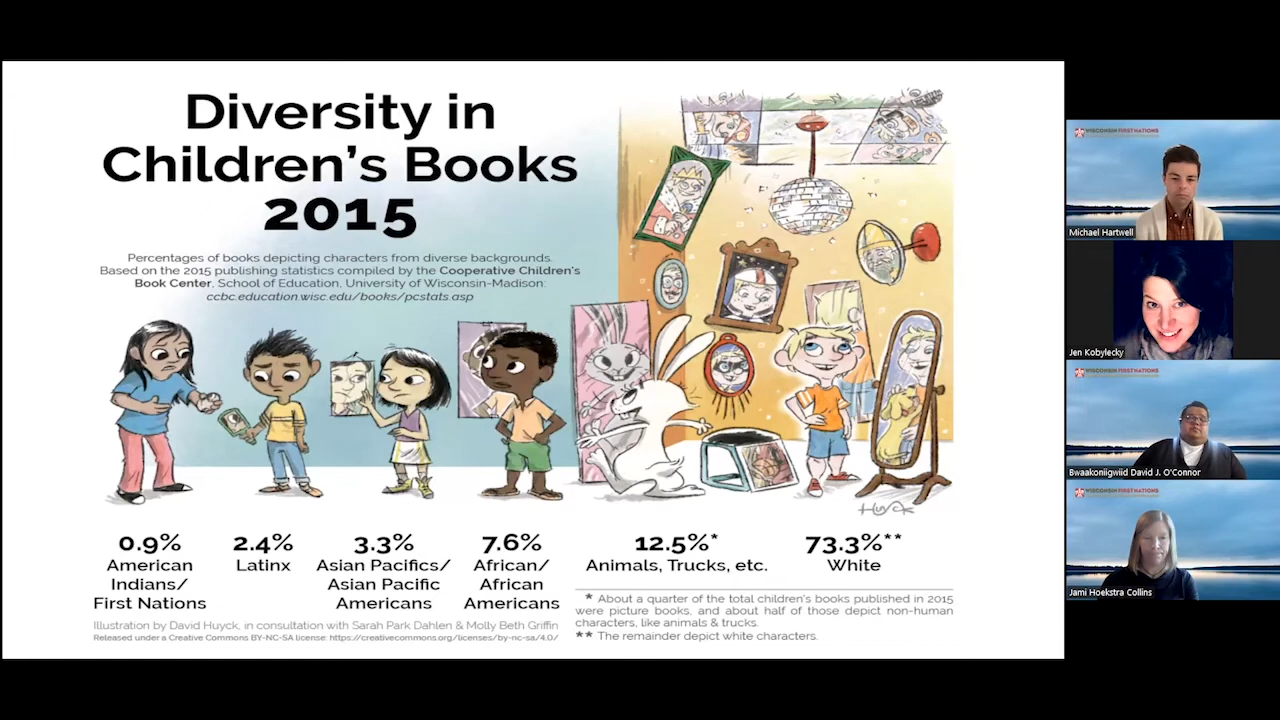 Diversity in
Children's Books
2015
Percentages of books depicting characters from diverse backgrounds.
Based on the 2015 publishing statistics compiled by the Cooperative Children's
Book Center, School of Education, University of Wisconsin-Madison:
ccbc.education.wisc.edu/books/pcstats.asp
Huyck
0.9%
American
Indians/
First Nations
2.4%
Latinx
3.3%
Asian Pacifics/
Asian Pacific
Americans
7.6%
African/
African
Americans
12.5%*
Animals, Trucks, etc.
73.3%**
White
* About a quarter of the total children's books published in 2015
were picture books, and about half of those depict non-human
characters, like animals & trucks.
** The remainder depict white characters.
Illustration by David Huyck, in consultation with Sarah Park Dahlen & Molly Beth Griffin
Released under a Creative Commons BY-NC-SA license: https://creativecommons.org/licenses/by-nc-sa/4.0/
WISCONSIN FIRST NATIONS
Michael Hartwell
Jen Kobylecky
WISCONSIN FIRST NATIONS
Bwaakoniigwiid David J. O'Connor
WISCONSIN FIRST NATIONS
Jami Hoekstra Collins